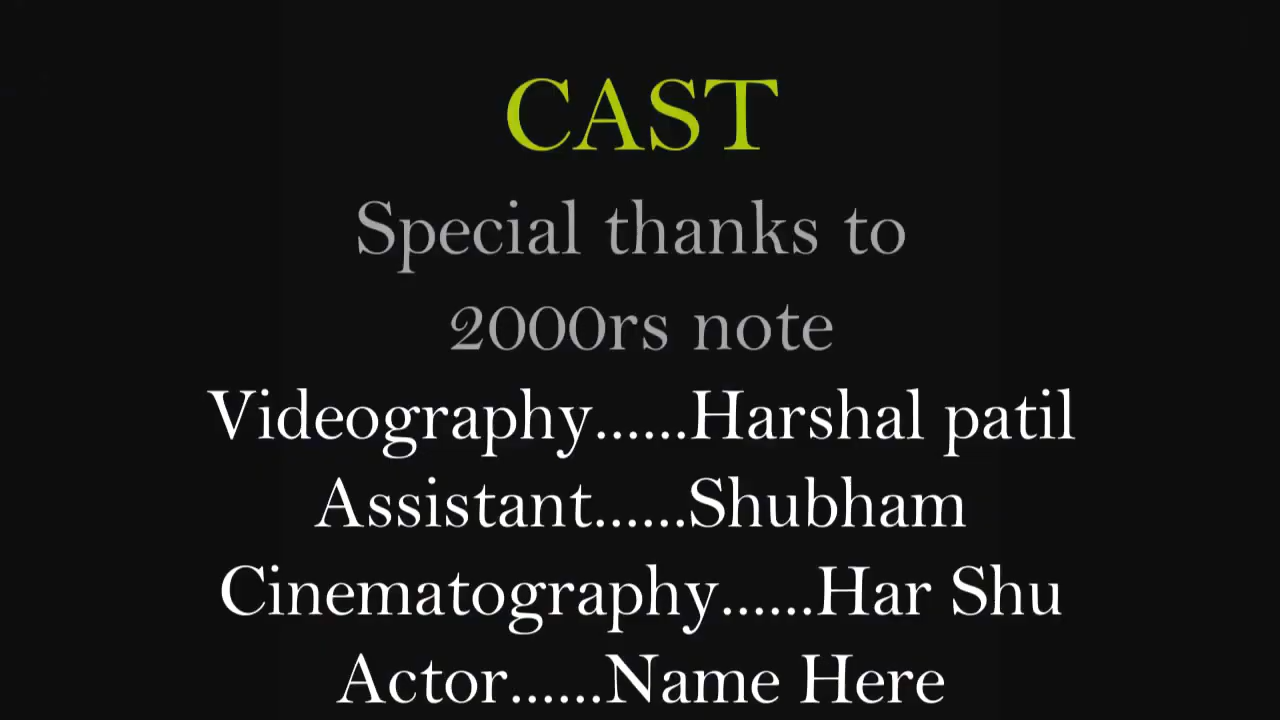 CAST
Special thanks to
2000rs note
Videography......Harshal patil
Assistant......Shubham
Cinematography......Har Shu
Actor......Name Here